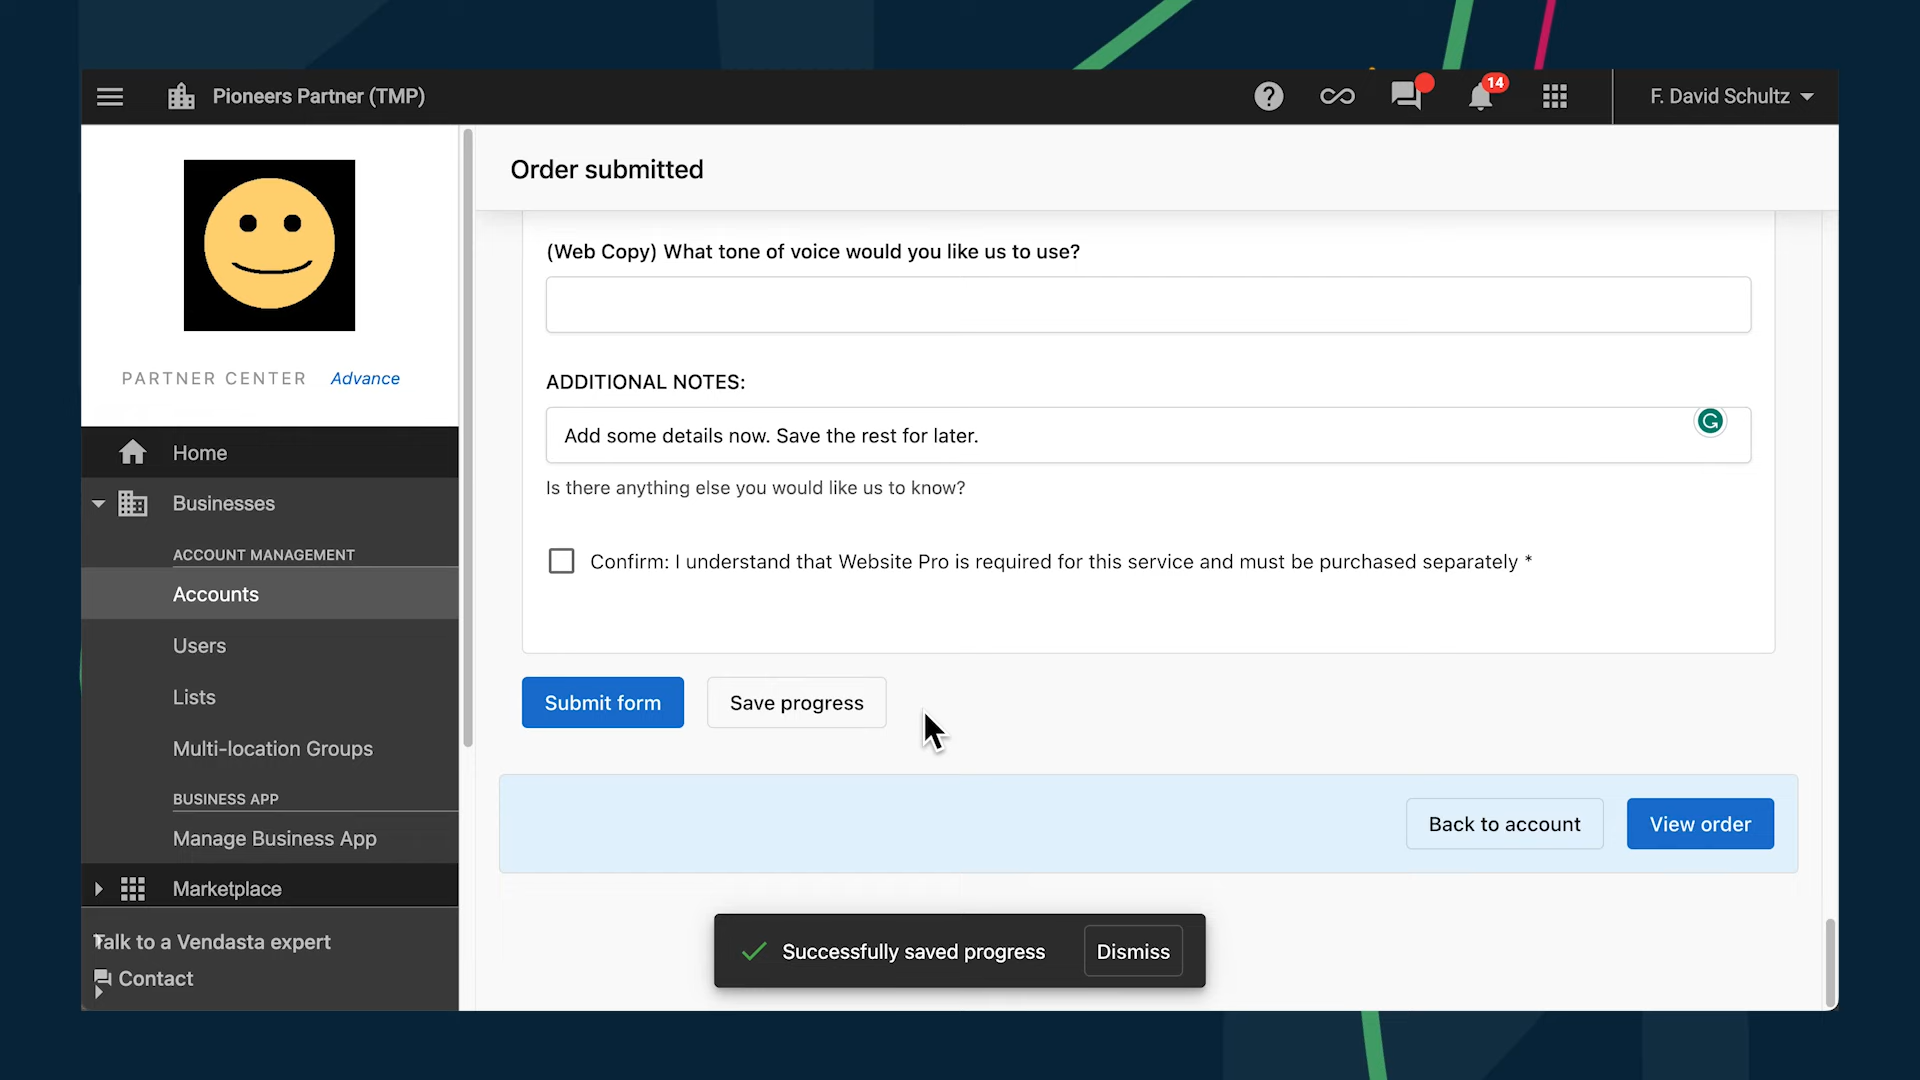 Pioneers Partner (TMP)
14
F. David Schultz
PARTNER CENTER Advance
Home
Businesses
ACCOUNT MANAGEMENT
Accounts
Users
Lists
Multi-location Groups
BUSINESS APP
Manage Business App
Marketplace
Talk to a Vendasta expert
Contact
Order submitted
(Web Copy) What tone of voice would you like us to use?
ADDITIONAL NOTES:
Add some details now. Save the rest for later.
Is there anything else you would like us to know?
Confirm: I understand that Website Pro is required for this service and must be purchased separately *
Submit form
Save progress
Back to account
View order
Successfully saved progress
Dismiss